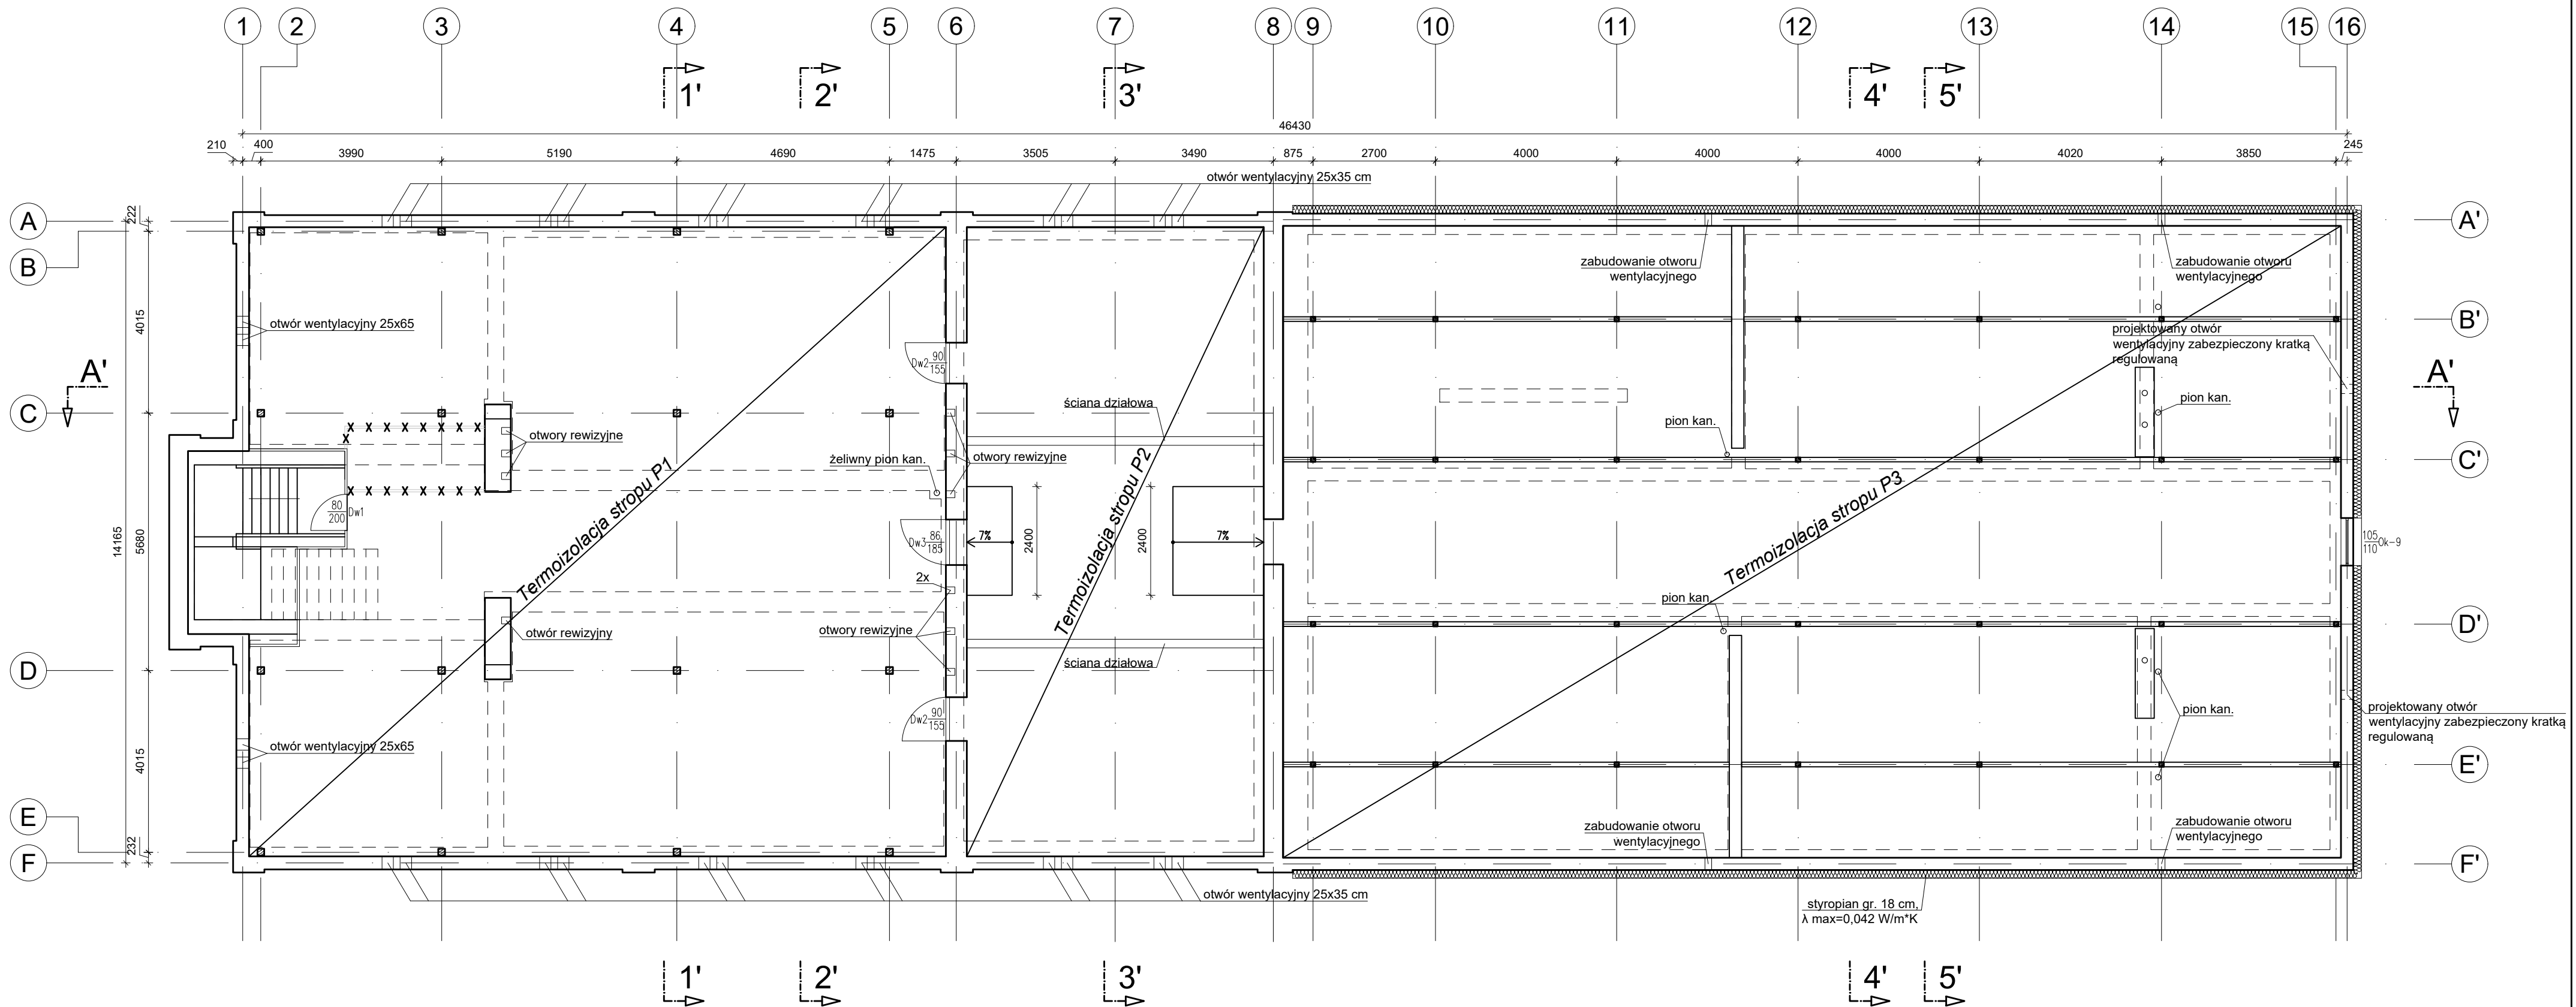 1 2 3 4 5 6 7 8 9 10 11 12 13 14 15 16
1' 2' 3' 4' 5'
46430
210 400 3990 5190 4690 1475 3505 3490 875 2700 4000 4000 4000 4020 3850 245
otwór wentylacyjny 25x35 cm
A
B
C
D
E
F
A'
B'
C'
D'
E'
F'
A'
A'
222
4015
5680
4015
232
14165
otwór wentylacyjny 25x65
otwór wentylacyjny 25x65
otwory rewizyjne
otwór rewizyjny
żeliwny pion kan.
80
200 Dw1
Dw2 90
155
Dw3 86
185
Dw2 90
155
2x
otwory rewizyjne
otwory rewizyjne
Termoizolacja stropu P1
ściana działowa
ściana działowa
7%
2400
2400
7%
Termoizolacja stropu P2
zabudowanie otworu
wentylacyjnego
zabudowanie otworu
wentylacyjnego
projektowany otwór
wentylacyjny zabezpieczony kratką
regulowaną
pion kan.
pion kan.
Termoizolacja stropu P3
105
110 Ok-9
pion kan.
pion kan.
projektowany otwór
wentylacyjny zabezpieczony kratką
regulowaną
zabudowanie otworu
wentylacyjnego
zabudowanie otworu
wentylacyjnego
otwór wentylacyjny 25x35 cm
styropian gr. 18 cm,
λ max=0,042 W/m*K
1' 2' 3' 4' 5'